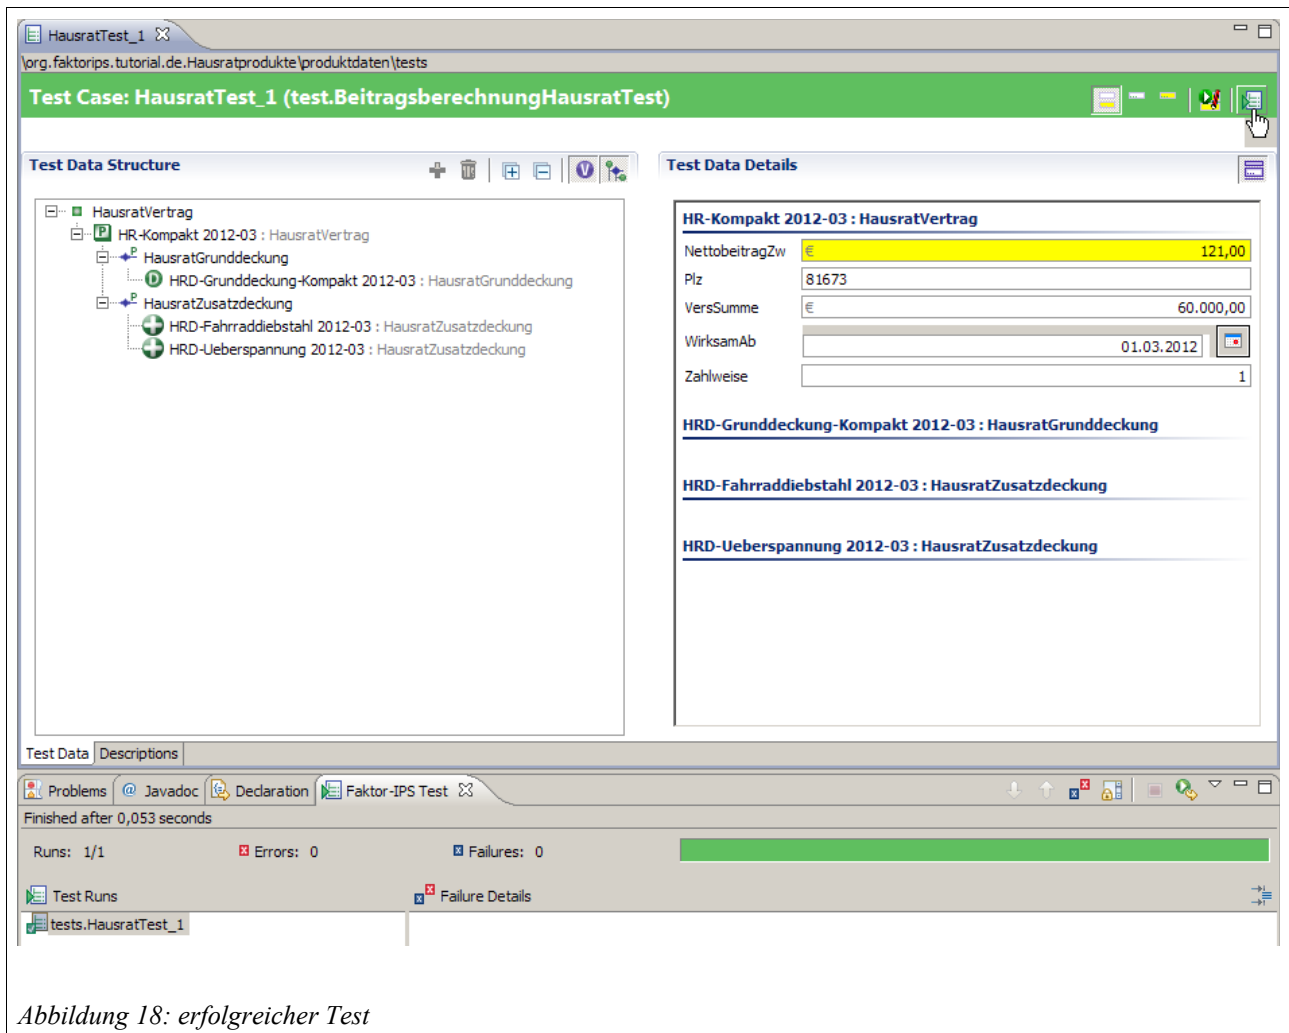 HausratTest_1
\org.faktorips.tutorial.de.Hausratprodukte\produktdaten\tests
Test Case: HausratTest_1 (test.BeitragsberechnungHausratTest)
Test Data Structure
V
HausratVertrag
P HR-Kompakt 2012-03 : HausratVertrag
P HausratGrunddeckung
D HRD-Grunddeckung-Kompakt 2012-03 : HausratGrunddeckung
P HausratZusatzdeckung
HRD-Fahrraddiebstahl 2012-03 : HausratZusatzdeckung
HRD-Ueberspannung 2012-03 : HausratZusatzdeckung
Test Data Details
HR-Kompakt 2012-03 : HausratVertrag
NettobeitragZw € 121,00
Plz 81673
VersSumme € 60.000,00
WirksamAb 01.03.2012
Zahlweise 1
HRD-Grunddeckung-Kompakt 2012-03 : HausratGrunddeckung
HRD-Fahrraddiebstahl 2012-03 : HausratZusatzdeckung
HRD-Ueberspannung 2012-03 : HausratZusatzdeckung
Test Data Descriptions
Problems @ Javadoc Declaration Faktor-IPS Test
Finished after 0,053 seconds
Runs: 1/1 Errors: 0 Failures: 0
Test Runs Failure Details
tests.HausratTest_1
Abbildung 18: erfolgreicher Test